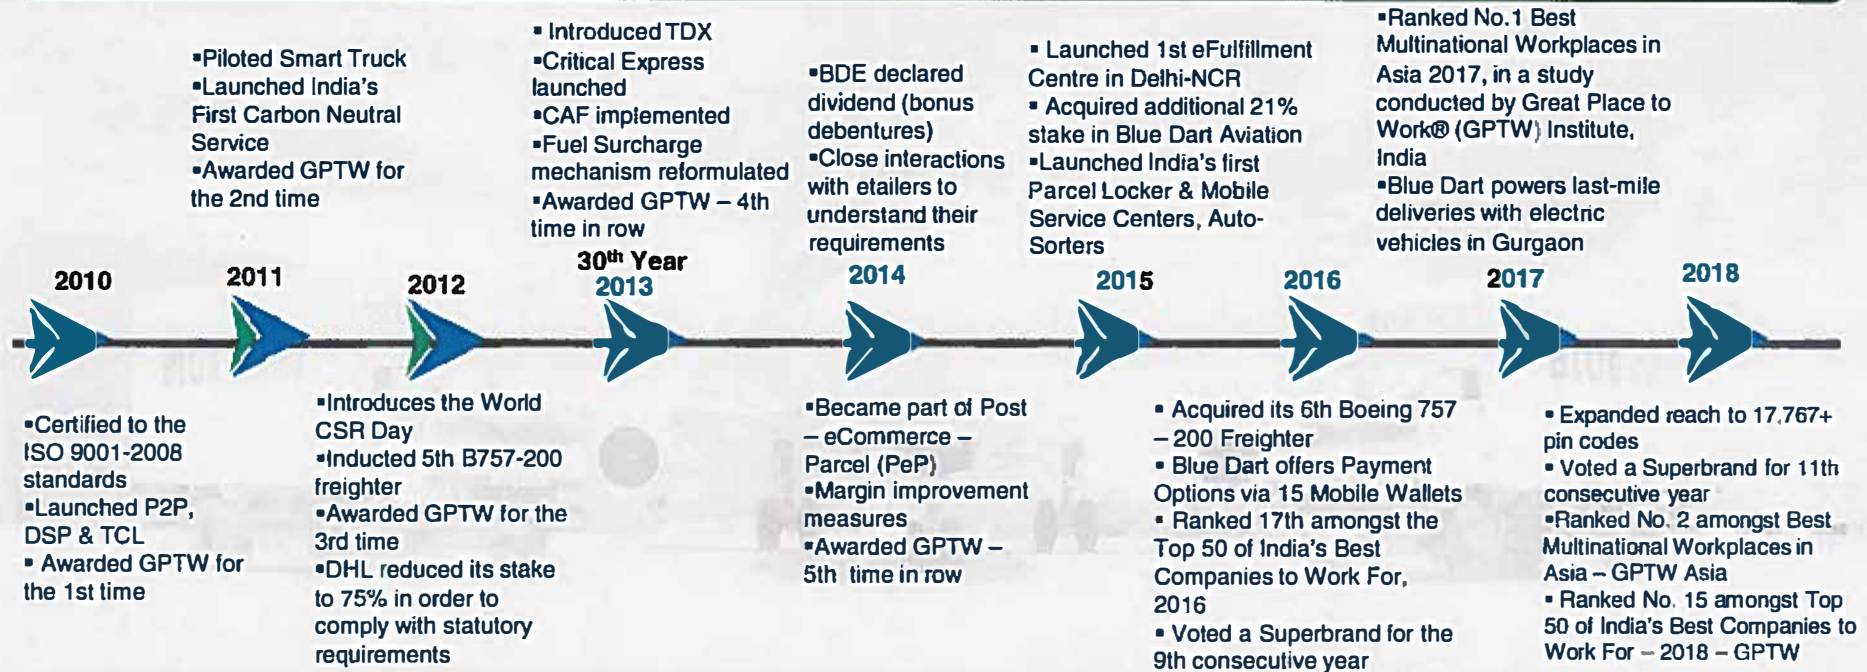 ▪Piloted Smart Truck
▪Launched India's
First Carbon Neutral
Service
▪Awarded GPTW for
the 2nd time
▪ Introduced TDX
▪Critical Express
launched
▪CAF implemented
▪Fuel Surcharge
mechanism reformulated
▪Awarded GPTW – 4th
time in row
▪BDE declared
dividend (bonus
debentures)
▪Close interactions
with etailers to
understand their
requirements
▪ Launched 1st eFulfillment
Centre in Delhi-NCR
▪ Acquired additional 21%
stake in Blue Dart Aviation
▪Launched India's first
Parcel Locker & Mobile
Service Centers, Auto-
Sorters
▪Ranked No.1 Best
Multinational Workplaces in
Asia 2017, in a study
conducted by Great Place to
Work® (GPTW) Institute,
India
▪Blue Dart powers last-mile
deliveries with electric
vehicles in Gurgaon
2010
2011
2012
30th Year
2013
2014
2015
2016
2017
2018
▪Certified to the
ISO 9001-2008
standards
▪Launched P2P,
DSP & TCL
▪ Awarded GPTW for
the 1st time
▪Introduces the World
CSR Day
▪Inducted 5th B757-200
freighter
▪Awarded GPTW for the
3rd time
▪DHL reduced its stake
to 75% in order to
comply with statutory
requirements
▪Became part of Post
– eCommerce –
Parcel (PeP)
▪Margin improvement
measures
▪Awarded GPTW –
5th time in row
▪ Acquired its 6th Boeing 757
– 200 Freighter
▪ Blue Dart offers Payment
Options via 15 Mobile Wallets
▪ Ranked 17th amongst the
Top 50 of India's Best
Companies to Work For,
2016
▪ Voted a Superbrand for the
9th consecutive year
▪ Expanded reach to 17,767+
pin codes
▪ Voted a Superbrand for 11th
consecutive year
▪Ranked No. 2 amongst Best
Multinational Workplaces in
Asia – GPTW Asia
▪ Ranked No. 15 amongst Top
50 of India's Best Companies to
Work For – 2018 – GPTW